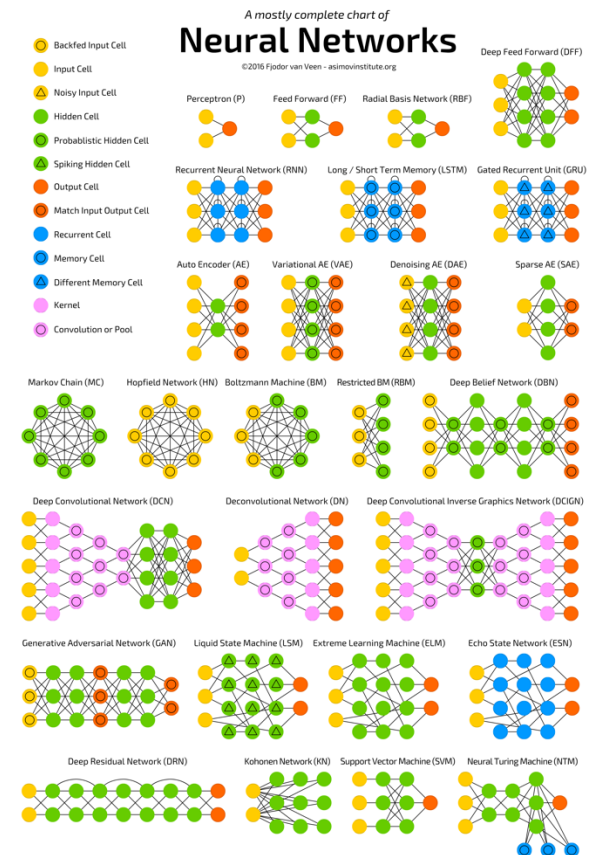 A mostly complete chart of
Neural Networks
©2016 Fjodor van Veen - asimovinstitute.org
Backfed Input Cell
Input Cell
Noisy Input Cell
Hidden Cell
Probablistic Hidden Cell
Spiking Hidden Cell
Output Cell
Match Input Output Cell
Recurrent Cell
Memory Cell
Different Memory Cell
Kernel
Convolution or Pool
Perceptron (P)
Feed Forward (FF)
Radial Basis Network (RBF)
Deep Feed Forward (DFF)
Recurrent Neural Network (RNN)
Long / Short Term Memory (LSTM)
Gated Recurrent Unit (GRU)
Auto Encoder (AE)
Variational AE (VAE)
Denoising AE (DAE)
Sparse AE (SAE)
Markov Chain (MC)
Hopfield Network (HN)
Boltzmann Machine (BM)
Restricted BM (RBM)
Deep Belief Network (DBN)
Deep Convolutional Network (DCN)
Deconvolutional Network (DN)
Deep Convolutional Inverse Graphics Network (DCIGN)
Generative Adversarial Network (GAN)
Liquid State Machine (LSM)
Extreme Learning Machine (ELM)
Echo State Network (ESN)
Deep Residual Network (DRN)
Kohonen Network (KN)
Support Vector Machine (SVM)
Neural Turing Machine (NTM)